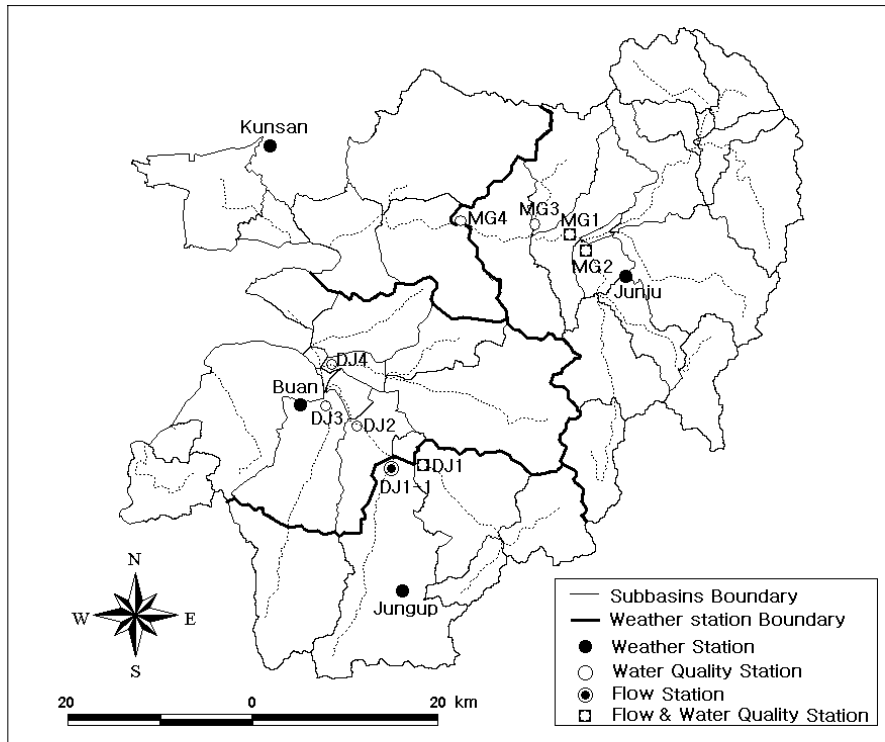 Kunsan
MG4
MG3
MG1
MG2
Junju
DJ4
Buan
DJ3
DJ2
DJ1
DJ1-1
Jungup
N
W
E
S
20
0
20 km
Subbasins Boundary
Weather station Boundary
Weather Station
Water Quality Station
Flow Station
Flow & Water Quality Station